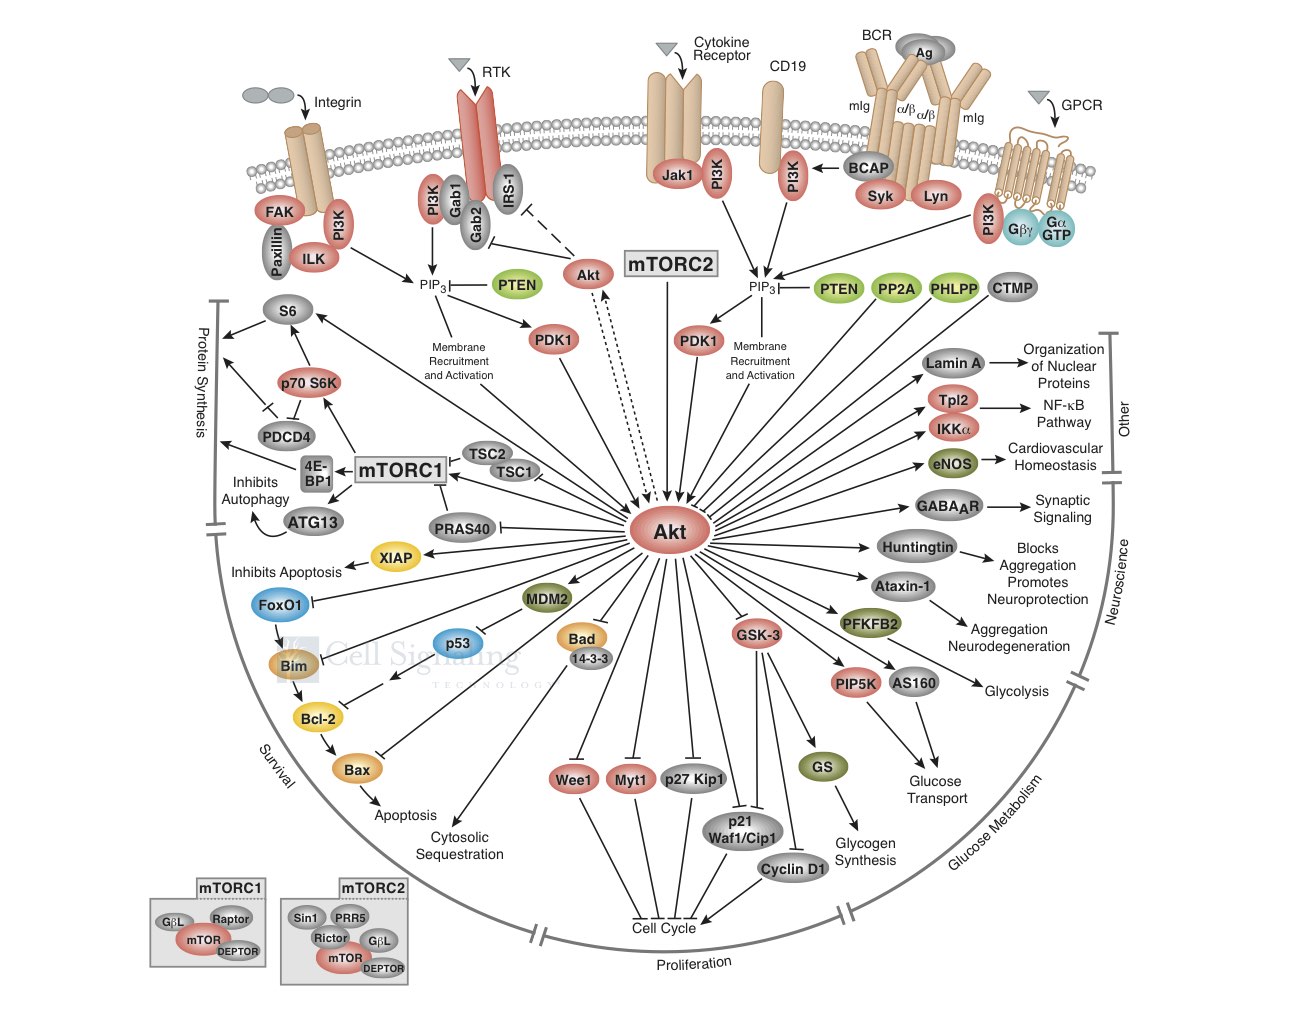 BCR
Ag
Cytokine
Receptor
CD19
RTK
Integrin
mIg
α/β
α/β
mIg
GPCR
Jak1
PI3K
PI3K
BCAP
Syk
Lyn
FAK
PI3K
Paxillin
ILK
PI3K
Gab1
Gab2
IRS-1
PI3K
Gβγ
Gα
GTP
Akt
mTORC2
PIP3
PTEN
PIP3
PTEN
PP2A
PHLPP
CTMP
S6
PDK1
PDK1
Membrane
Recruitment
and Activation
Membrane
Recruitment
and Activation
Protein Synthesis
p70 S6K
PDCD4
4E-
BP1
mTORC1
TSC2
TSC1
Inhibits
Autophagy
ATG13
PRAS40
Akt
Lamin A
Organization
of Nuclear
Proteins
Tpl2
IKKα
NF-κB
Pathway
Other
eNOS
Cardiovascular
Homeostasis
GABAAR
Synaptic
Signaling
Huntingtin
Blocks
Aggregation
Promotes
Neuroprotection
Neuroscience
Ataxin-1
Aggregation
Neurodegeneration
XIAP
Inhibits Apoptosis
FoxO1
MDM2
PFKFB2
Glycolysis
Bim
Cell Signaling
TECHNOLOGY
p53
Bad
14-3-3
GSK-3
PIP5K
AS160
Bcl-2
Bax
Survival
Apoptosis
Cytosolic
Sequestration
Wee1
Myt1
p27 Kip1
GS
Glucose
Transport
p21
Waf1/Cip1
Cyclin D1
Glycogen
Synthesis
Glucose Metabolism
Cell Cycle
Proliferation
mTORC1
GβL
Raptor
mTOR
DEPTOR
mTORC2
Sin1
PRR5
Rictor
GβL
mTOR
DEPTOR